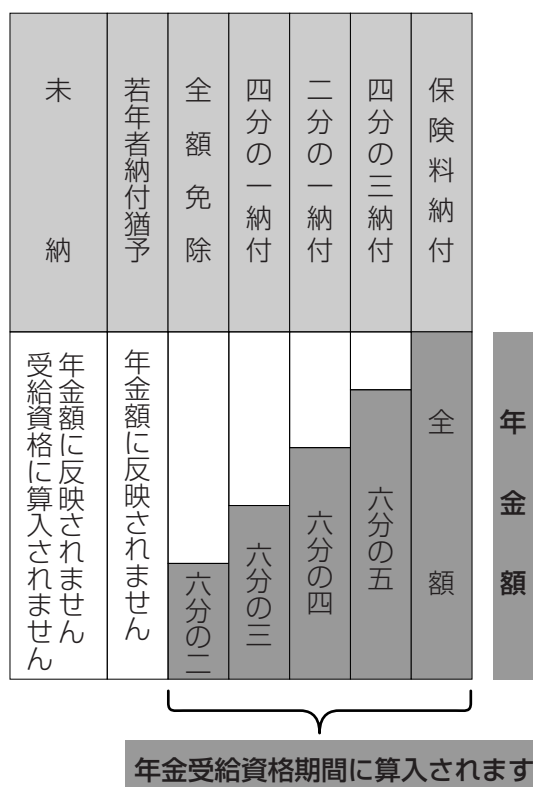 年金額
保険料納付
四分の三納付
二分の一納付
四分の一納付
全額免除
若年者納付猶予
未納
全額
六分の五
六分の四
六分の三
六分の二
年金額に反映されません
年金額に反映されません
受給資格に算入されません
年金受給資格期間に算入されます